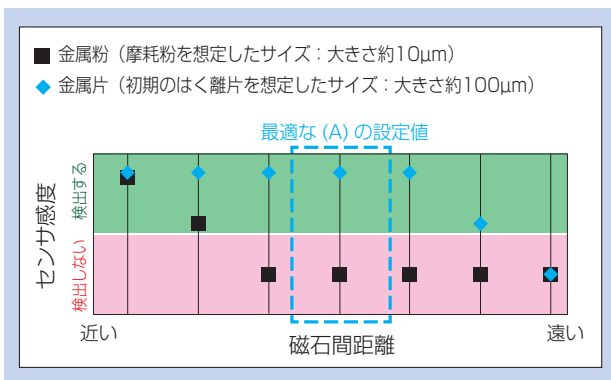 ■ 金属粉（摩耗粉を想定したサイズ：大きさ約10μm）
◆ 金属片（初期のはく離片を想定したサイズ：大きさ約100μm）
最適な (A) の設定値
センサ感度
検出する
検出しない
近い
遠い
磁石間距離